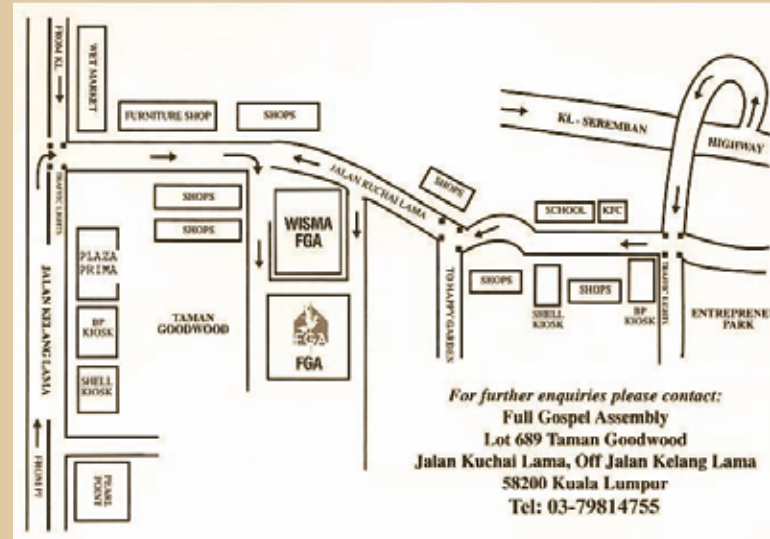 FROM KL
WET MARKET
FURNITURE SHOP
SHOPS
KL - SEREMBAN
HIGHWAY
JALAN KUCHAI LAMA
SHOPS
TRAFFIC LIGHTS
SHOPS
SHOPS
WISMA
FGA
SCHOOL
KFC
PLAZA
PRIMA
TAMAN
GOODWOOD
JALAN KELANG LAMA
BP
KIOSK
SHELL
KIOSK
FGA
FGA
TO HAPPY GARDEN
SHOPS
SHELL
KIOSK
SHOPS
BP
KIOSK
TRAFFIC LIGHTS
ENTREPRENE
PARK
FROM PJ
PEARL
POINT
For further enquiries please contact:
Full Gospel Assembly
Lot 689 Taman Goodwood
Jalan Kuchai Lama, Off Jalan Kelang Lama
58200 Kuala Lumpur
Tel: 03-79814755